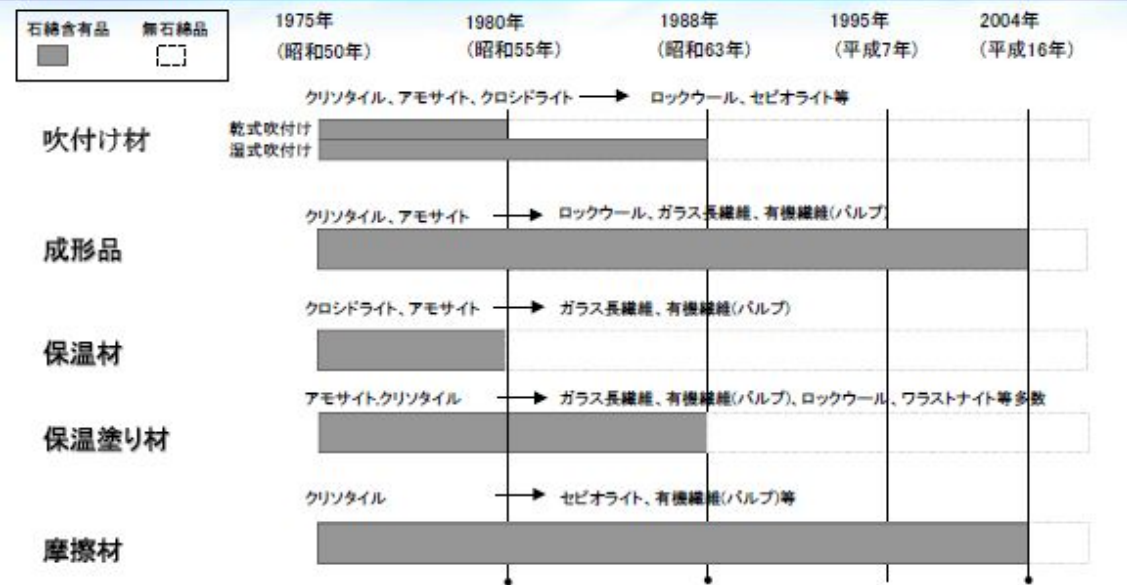 石綿含有品 無石綿品
1975年 1980年 1988年 1995年 2004年
(昭和50年) (昭和55年) (昭和63年) (平成7年) (平成16年)
クリソタイル、アモサイト、クロシドライト → ロックウール、セピオライト等
吹付け材
乾式吹付け
湿式吹付け
クリソタイル、アモサイト → ロックウール、ガラス長繊維、有機繊維(パルプ)
成形品
クロシドライト、アモサイト → ガラス長繊維、有機繊維(パルプ)
保温材
アモサイト,クリソタイル → ガラス長繊維、有機繊維(パルプ)、ロックウール、ワラストナイト等多数
保温塗り材
クリソタイル → セピオライト、有機繊維(パルプ)等
摩擦材